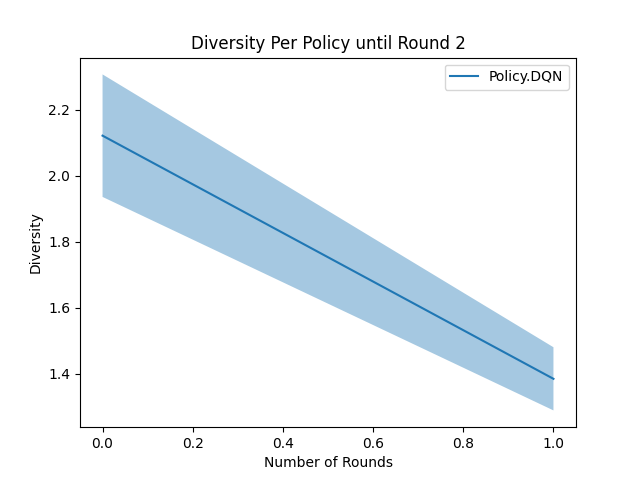 Diversity Per Policy until Round 2
Policy.DQN
2.2
2.0
1.8
1.6
1.4
Diversity
0.0 0.2 0.4 0.6 0.8 1.0
Number of Rounds